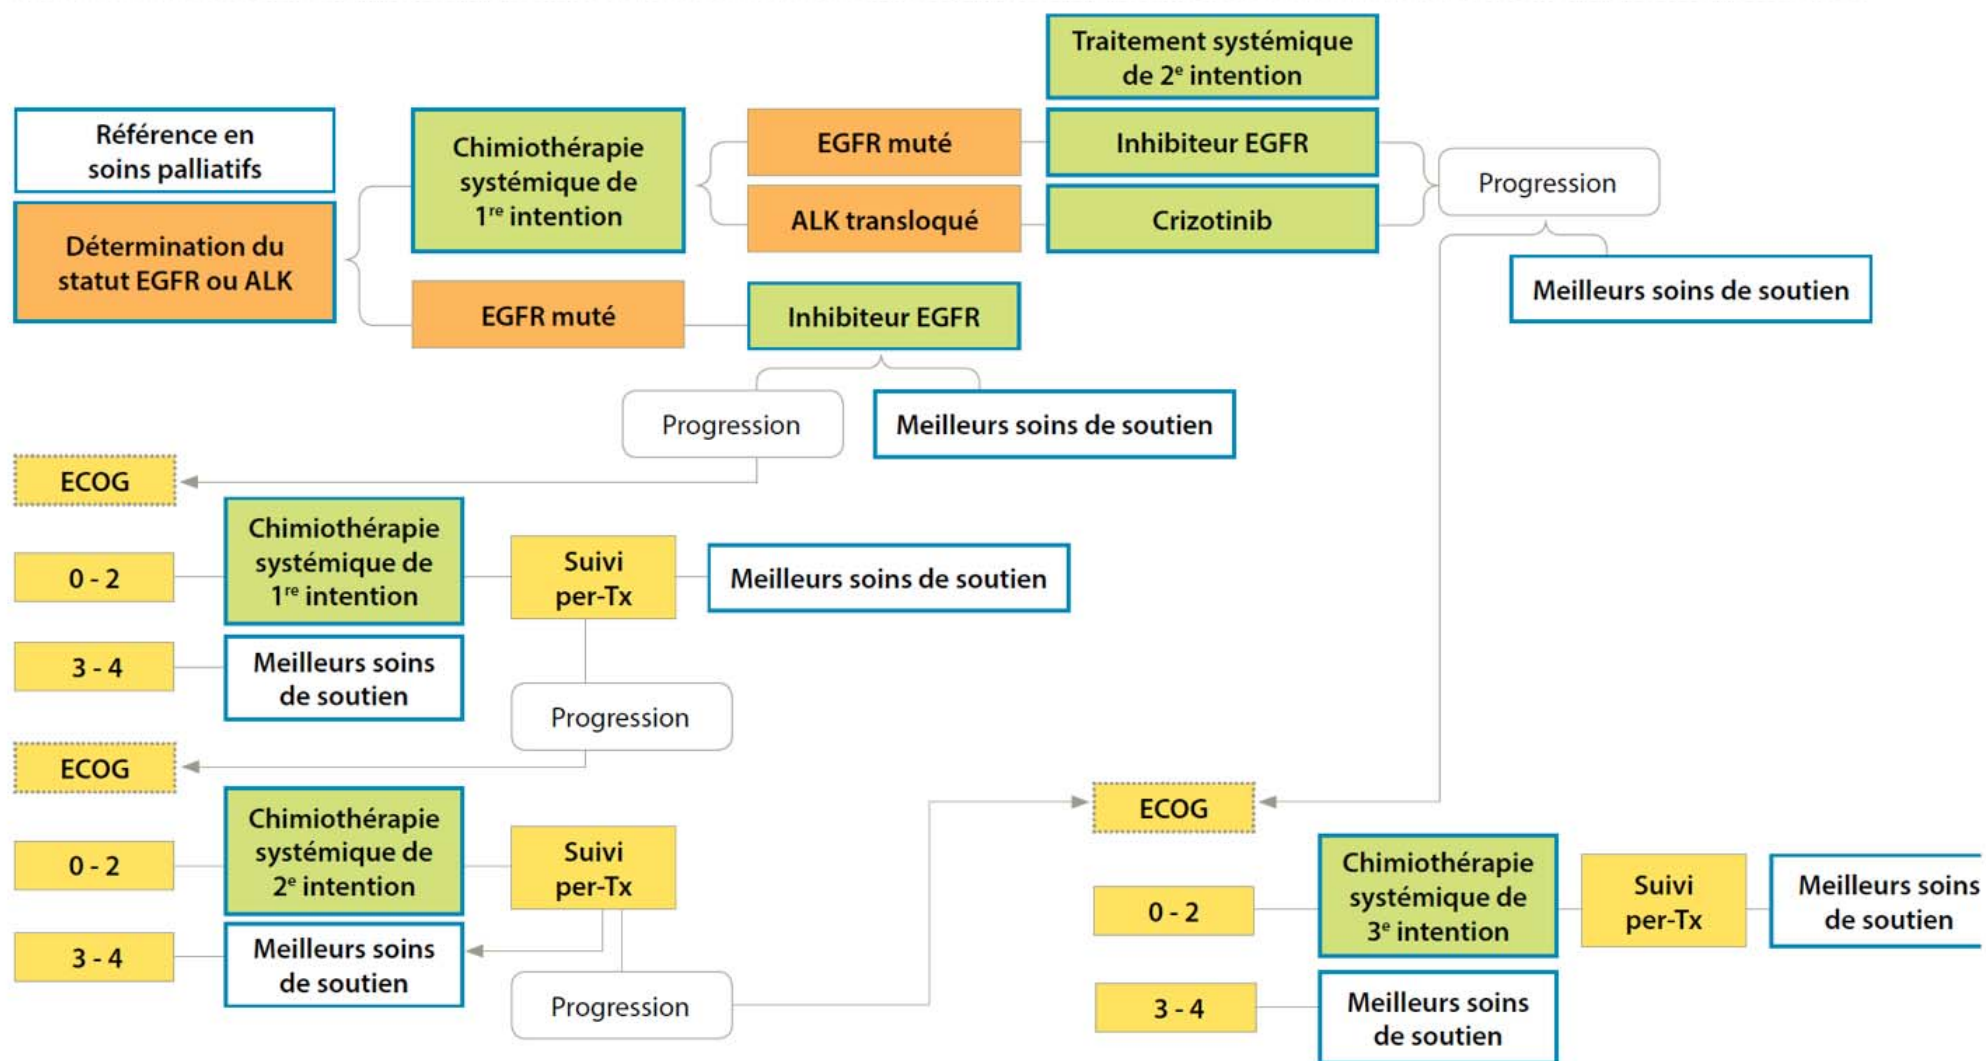 Traitement systémique
de 2e intention
Référence en
soins palliatifs
Chimiothérapie
systémique de
1re intention
EGFR muté
Inhibiteur EGFR
Progression
Détermination du
statut EGFR ou ALK
ALK transloqué
Crizotinib
Meilleurs soins de soutien
EGFR muté
Inhibiteur EGFR
Progression
Meilleurs soins de soutien
ECOG
0 - 2
Chimiothérapie
systémique de
1re intention
Suivi
per-Tx
Meilleurs soins de soutien
3 - 4
Meilleurs soins
de soutien
Progression
ECOG
0 - 2
Chimiothérapie
systémique de
2e intention
Suivi
per-Tx
3 - 4
Meilleurs soins
de soutien
Progression
ECOG
0 - 2
Chimiothérapie
systémique de
3e intention
Suivi
per-Tx
Meilleurs soins
de soutien
3 - 4
Meilleurs soins
de soutien